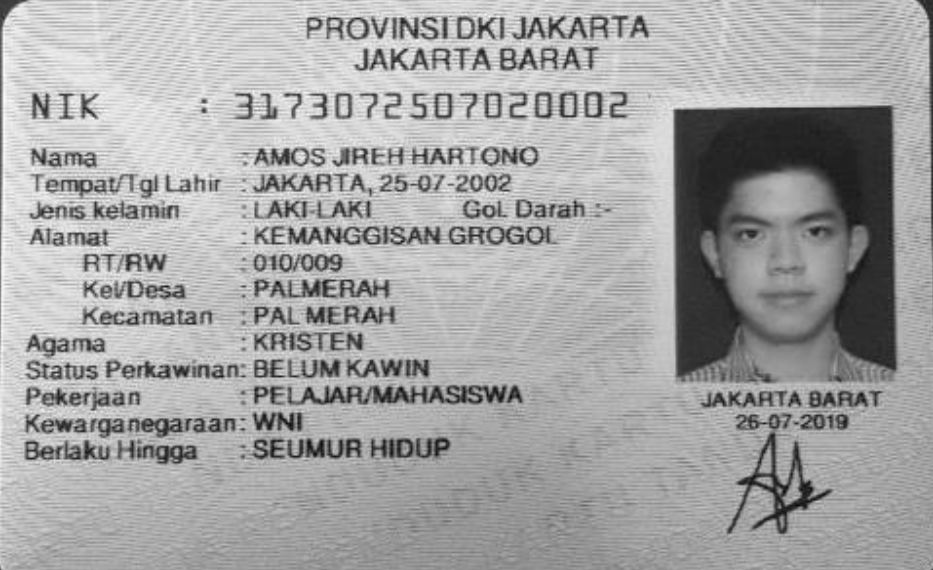 PROVINSI DKI JAKARTA
JAKARTA BARAT
NIK : 3173072507020002
Nama : AMOS JIREH HARTONO
Tempat/Tgl Lahir : JAKARTA, 25-07-2002
Jenis kelamin : LAKI-LAKI Gol. Darah :-
Alamat : KEMANGGISAN GROGOL
RT/RW : 010/009
Kel/Desa : PALMERAH
Kecamatan : PAL MERAH
Agama : KRISTEN
Status Perkawinan: BELUM KAWIN
Pekerjaan : PELAJAR/MAHASISWA
Kewarganegaraan: WNI
Berlaku Hingga : SEUMUR HIDUP
JAKARTA BARAT
26-07-2019